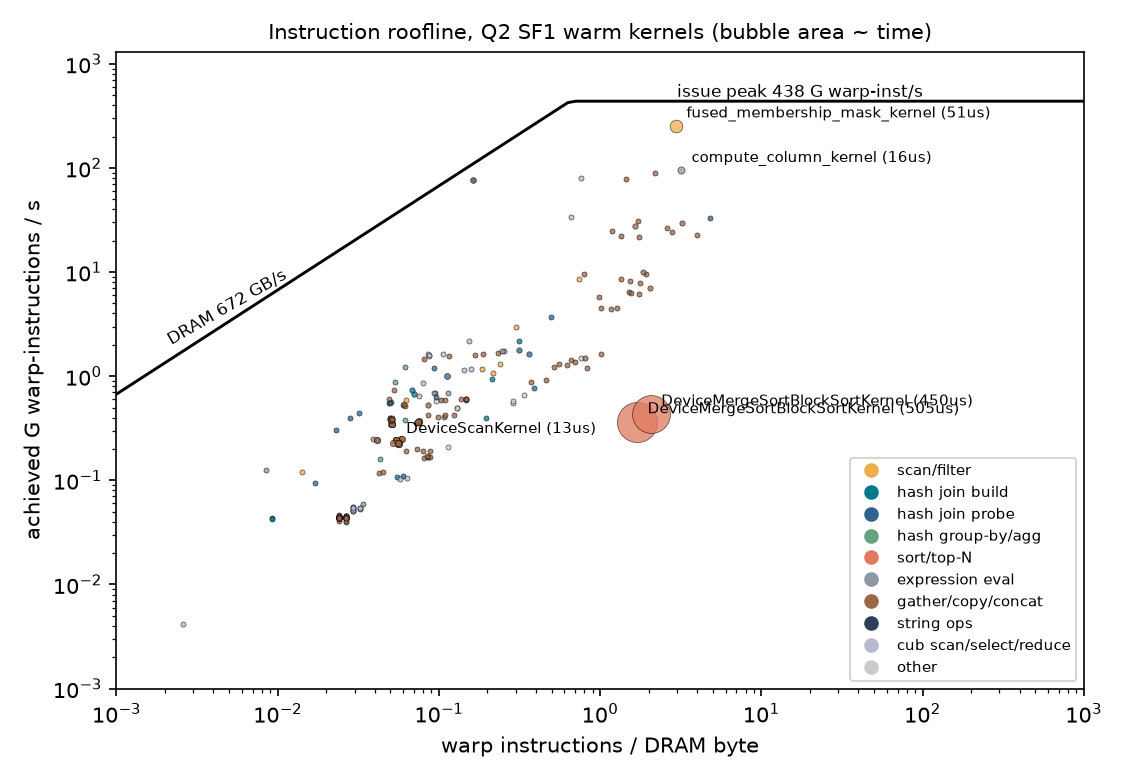 Instruction roofline, Q2 SF1 warm kernels (bubble area ~ time)
10³
issue peak 438 G warp-inst/s
fused_membership_mask_kernel (51us)
compute_column_kernel (16us)
10²
10¹
DRAM 672 GB/s
10⁰
DeviceMergeSortBlockSortKernel (450us)
DeviceMergeSortBlockSortKernel (505us)
DeviceScanKernel (13us)
10⁻¹
10⁻²
10⁻³
achieved G warp-instructions / s
scan/filter
hash join build
hash join probe
hash group-by/agg
sort/top-N
expression eval
gather/copy/concat
string ops
cub scan/select/reduce
other
10⁻³ 10⁻² 10⁻¹ 10⁰ 10¹ 10² 10³
warp instructions / DRAM byte